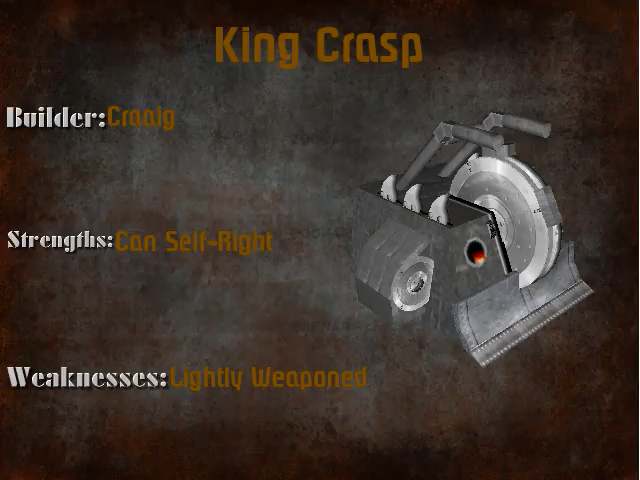 King Crasp
Builder:Craaig
Strengths:Can Self-Right
Weaknesses:Lightly Weaponed